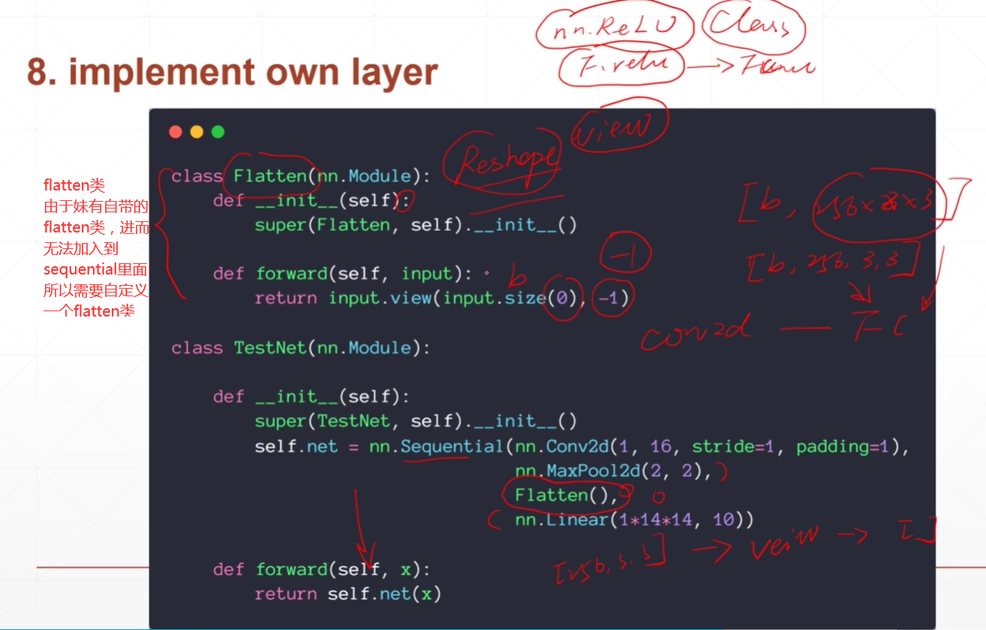 8. implement own layer
nn.ReLU
Class
F.relu
view
Reshape
flatten类
由于妹有自带的
flatten类，进而
无法加入到
sequential里面
所以需要自定义
一个flatten类
class Flatten(nn.Module):
def __init__(self):
super(Flatten, self).__init__()
def forward(self, input):
return input.view(input.size(0), -1)
b
-1
[b,
[b, 256, 3, 3]
conv2d
FC
class TestNet(nn.Module):
def __init__(self):
super(TestNet, self).__init__()
self.net = nn.Sequential(nn.Conv2d(1, 16, stride=1, padding=1),
nn.MaxPool2d(2, 2),
Flatten(),
nn.Linear(1*14*14, 10))
[256, 3, 3] → veiw → [ ]
def forward(self, x):
return self.net(x)